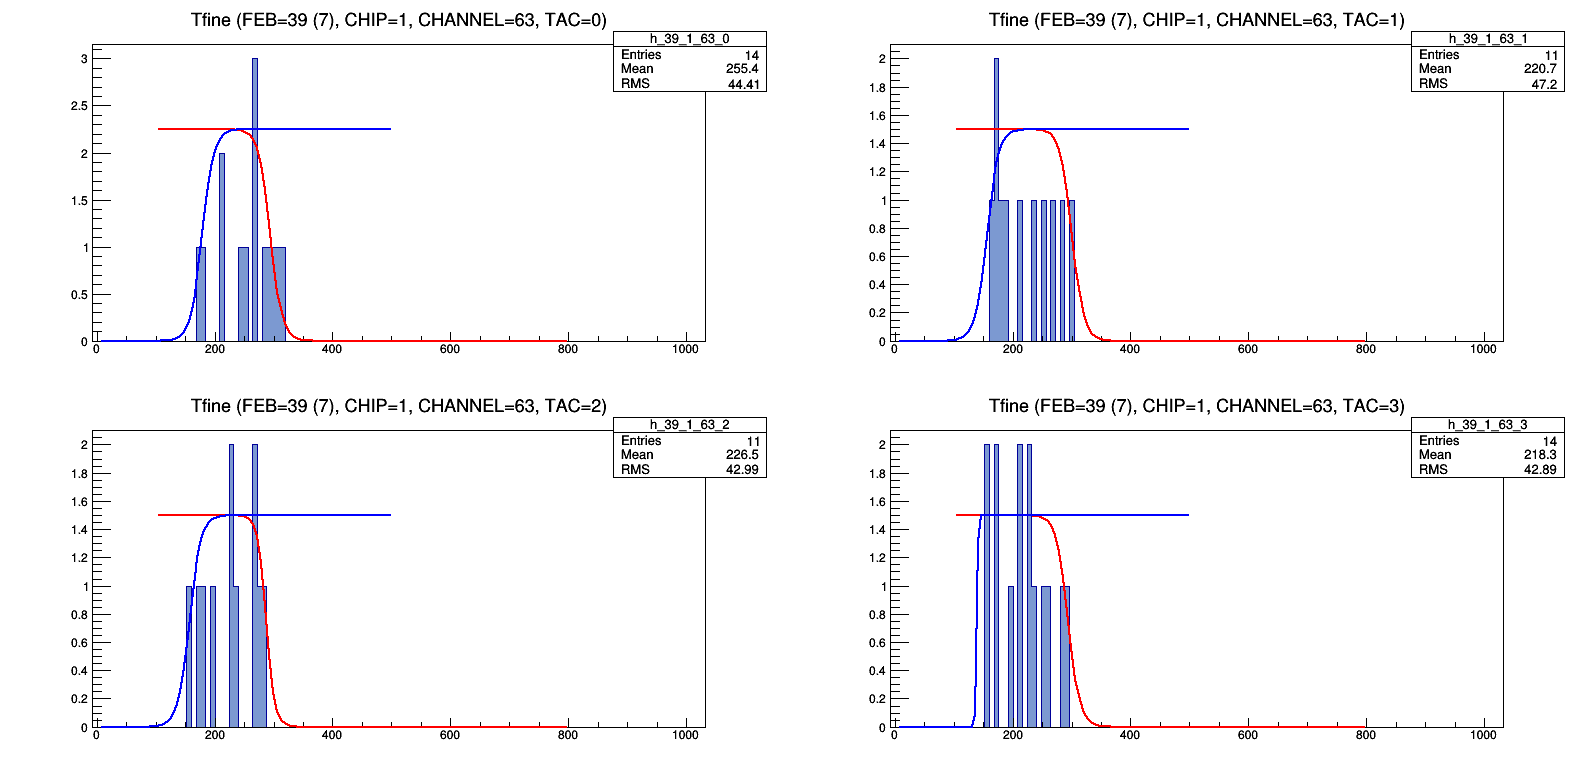 Tfine (FEB=39 (7), CHIP=1, CHANNEL=63, TAC=0)
h_39_1_63_0
Entries 14
Mean 255.4
RMS 44.41
3
2.5
2
1.5
1
0.5
0
0 200 400 600 800 1000
Tfine (FEB=39 (7), CHIP=1, CHANNEL=63, TAC=1)
h_39_1_63_1
Entries 11
Mean 220.7
RMS 47.2
2
1.8
1.6
1.4
1.2
1
0.8
0.6
0.4
0.2
0
0 200 400 600 800 1000
Tfine (FEB=39 (7), CHIP=1, CHANNEL=63, TAC=2)
h_39_1_63_2
Entries 11
Mean 226.5
RMS 42.99
2
1.8
1.6
1.4
1.2
1
0.8
0.6
0.4
0.2
0
0 200 400 600 800 1000
Tfine (FEB=39 (7), CHIP=1, CHANNEL=63, TAC=3)
h_39_1_63_3
Entries 14
Mean 218.3
RMS 42.89
2
1.8
1.6
1.4
1.2
1
0.8
0.6
0.4
0.2
0
0 200 400 600 800 1000